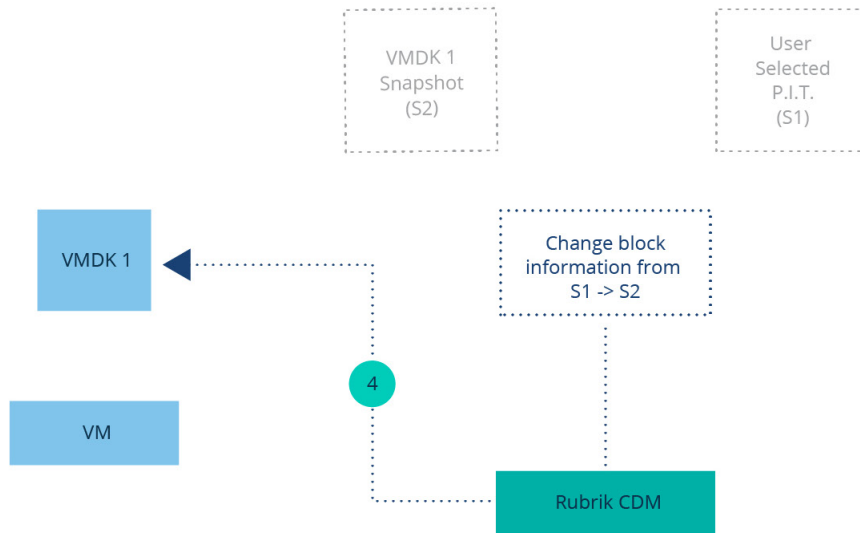 VMDK 1
Snapshot
(S2)
User
Selected
P.I.T.
(S1)
VMDK 1
Change block
information from
S1 -> S2
4
VM
Rubrik CDM